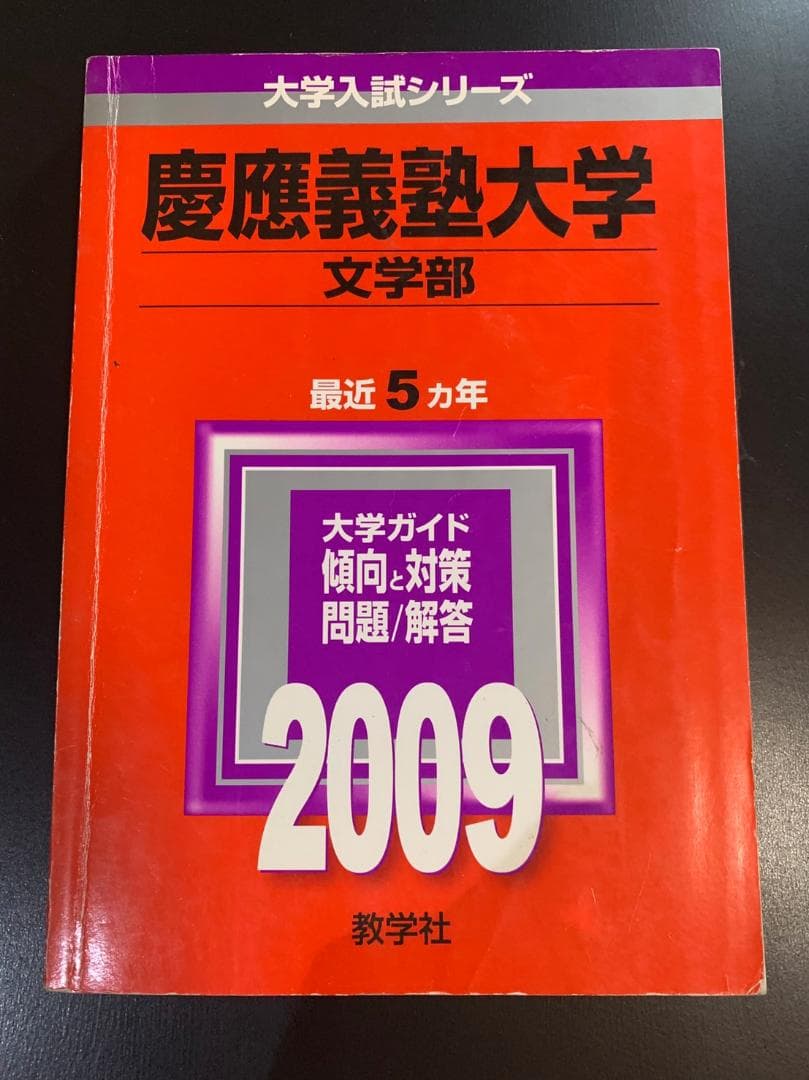 大学入試シリーズ
慶應義塾大学
文学部
最近5ヵ年
大学ガイド
傾向と対策
問題/解答
2009
教学社